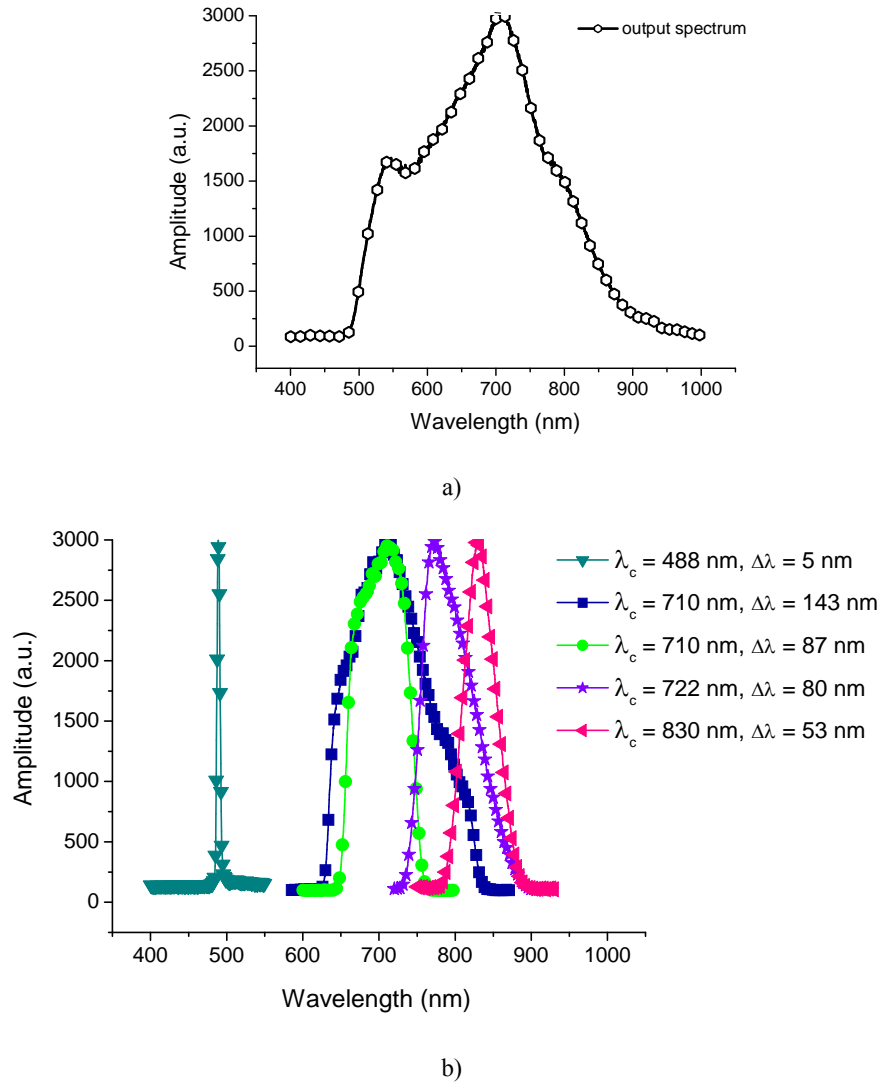 3000
2500
2000
1500
1000
500
0
Amplitude (a.u.)
output spectrum
400 500 600 700 800 900 1000
Wavelength (nm)
a)
3000
2500
2000
1500
1000
500
0
Amplitude (a.u.)
λc = 488 nm, Δλ = 5 nm
λc = 710 nm, Δλ = 143 nm
λc = 710 nm, Δλ = 87 nm
λc = 722 nm, Δλ = 80 nm
λc = 830 nm, Δλ = 53 nm
400 500 600 700 800 900 1000
Wavelength (nm)
b)